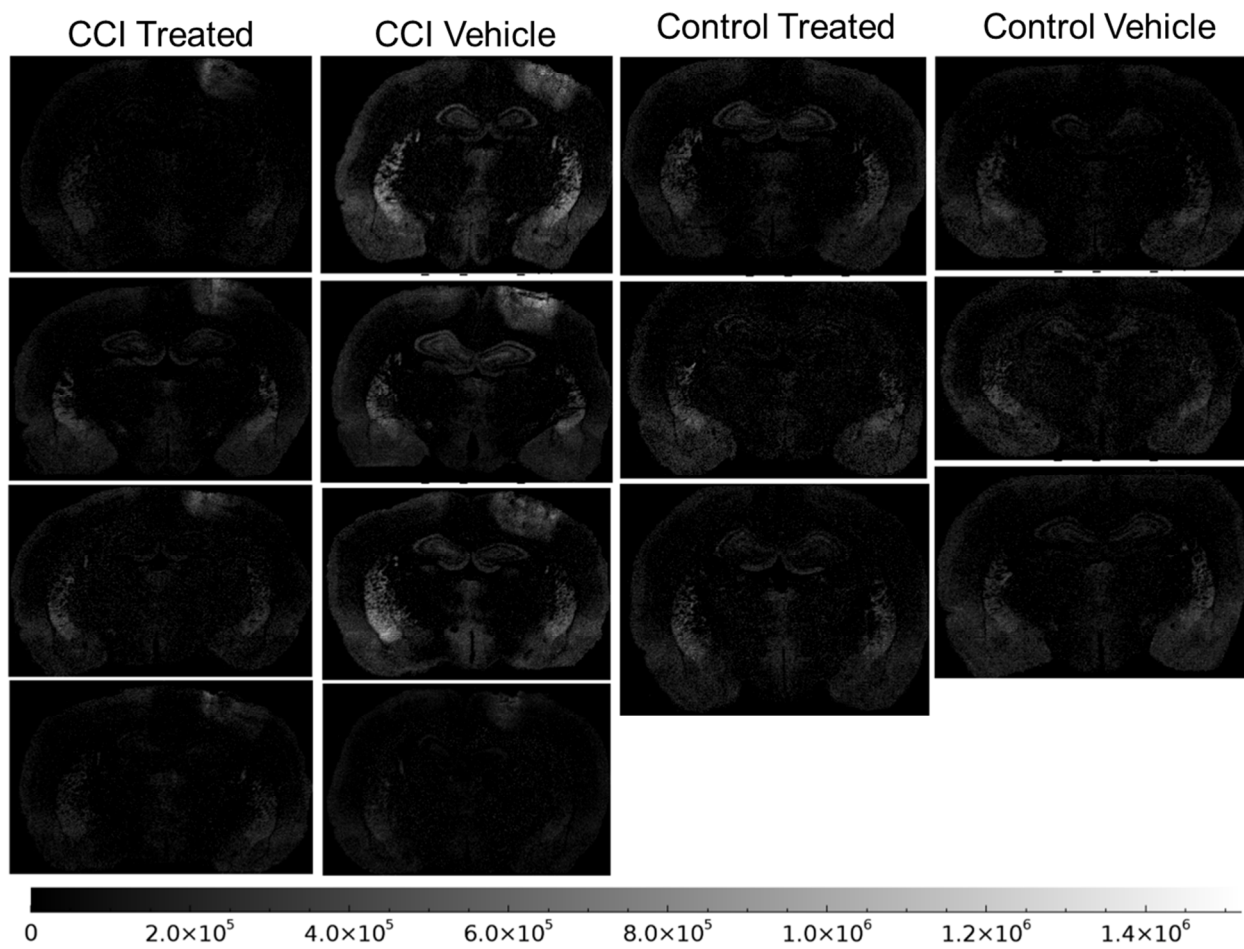 CCI Treated CCI Vehicle Control Treated Control Vehicle
0 2.0×10⁵ 4.0×10⁵ 6.0×10⁵ 8.0×10⁵ 1.0×10⁶ 1.2×10⁶ 1.4×10⁶